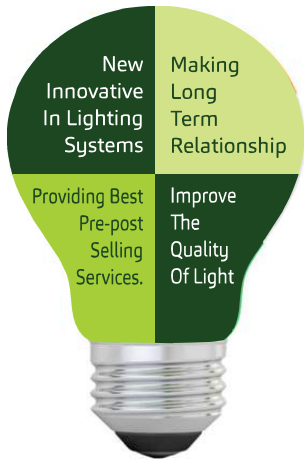 New
Innovative
In Lighting
Systems
Making
Long
Term
Relationship
Providing Best
Pre-post
Selling
Services.
Improve
The
Quality
Of Light